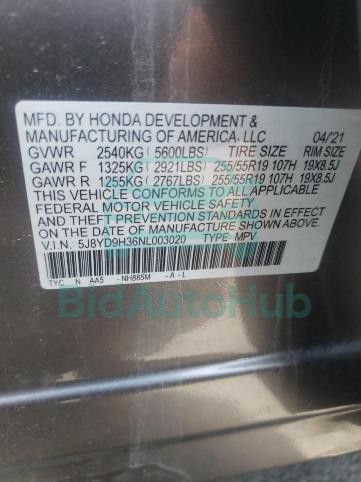 MFD. BY HONDA DEVELOPMENT &
MANUFACTURING OF AMERICA, LLC 04/21
GVWR 2540KG (5600LBS) TIRE SIZE RIM SIZE
GAWR F 1325KG (2921LBS) 255/55R19 107H 19X8.5J
GAWR R 1255KG (2767LBS) 255/55R19 107H 19X8.5J
THIS VEHICLE CONFORMS TO ALL APPLICABLE
FEDERAL MOTOR VEHICLE SAFETY
STANDARDS IN EFFECT ON THE
DATE OF MANUFACTURE SHOWN ABOVE.
V.I.N. 5J8YD9H36NL003020 TYPE: MPV
TYC N AA5 -NH885M -A-L
BidAutoHub